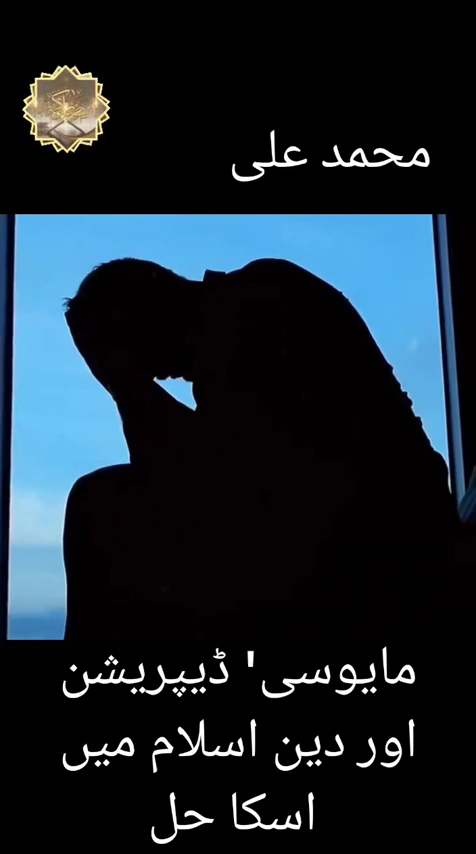 محمد علی
مایوسی' ڈیپریشن
اور دین اسلام میں
اسکا حل